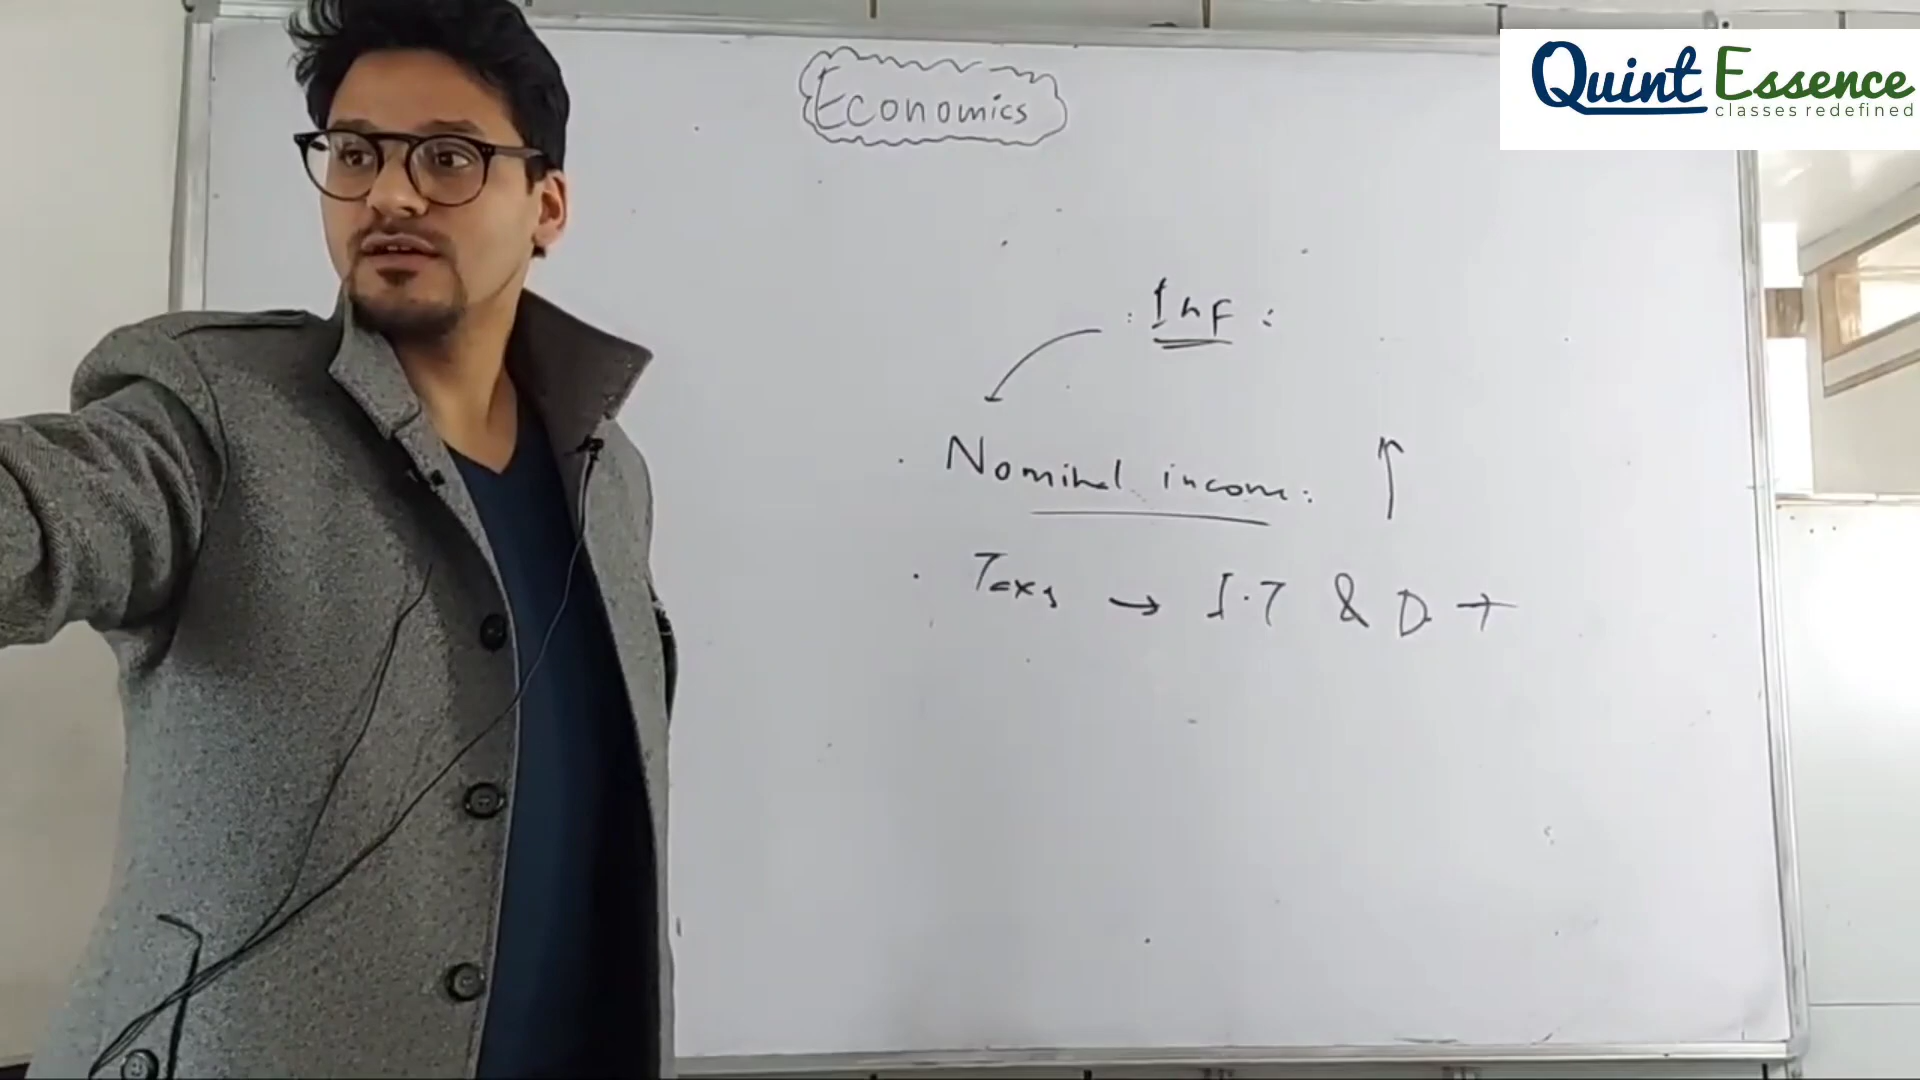 Quint Essence
classes redefined
Economics
: Inf :
Nominal income :
Taxs → I.T & D T